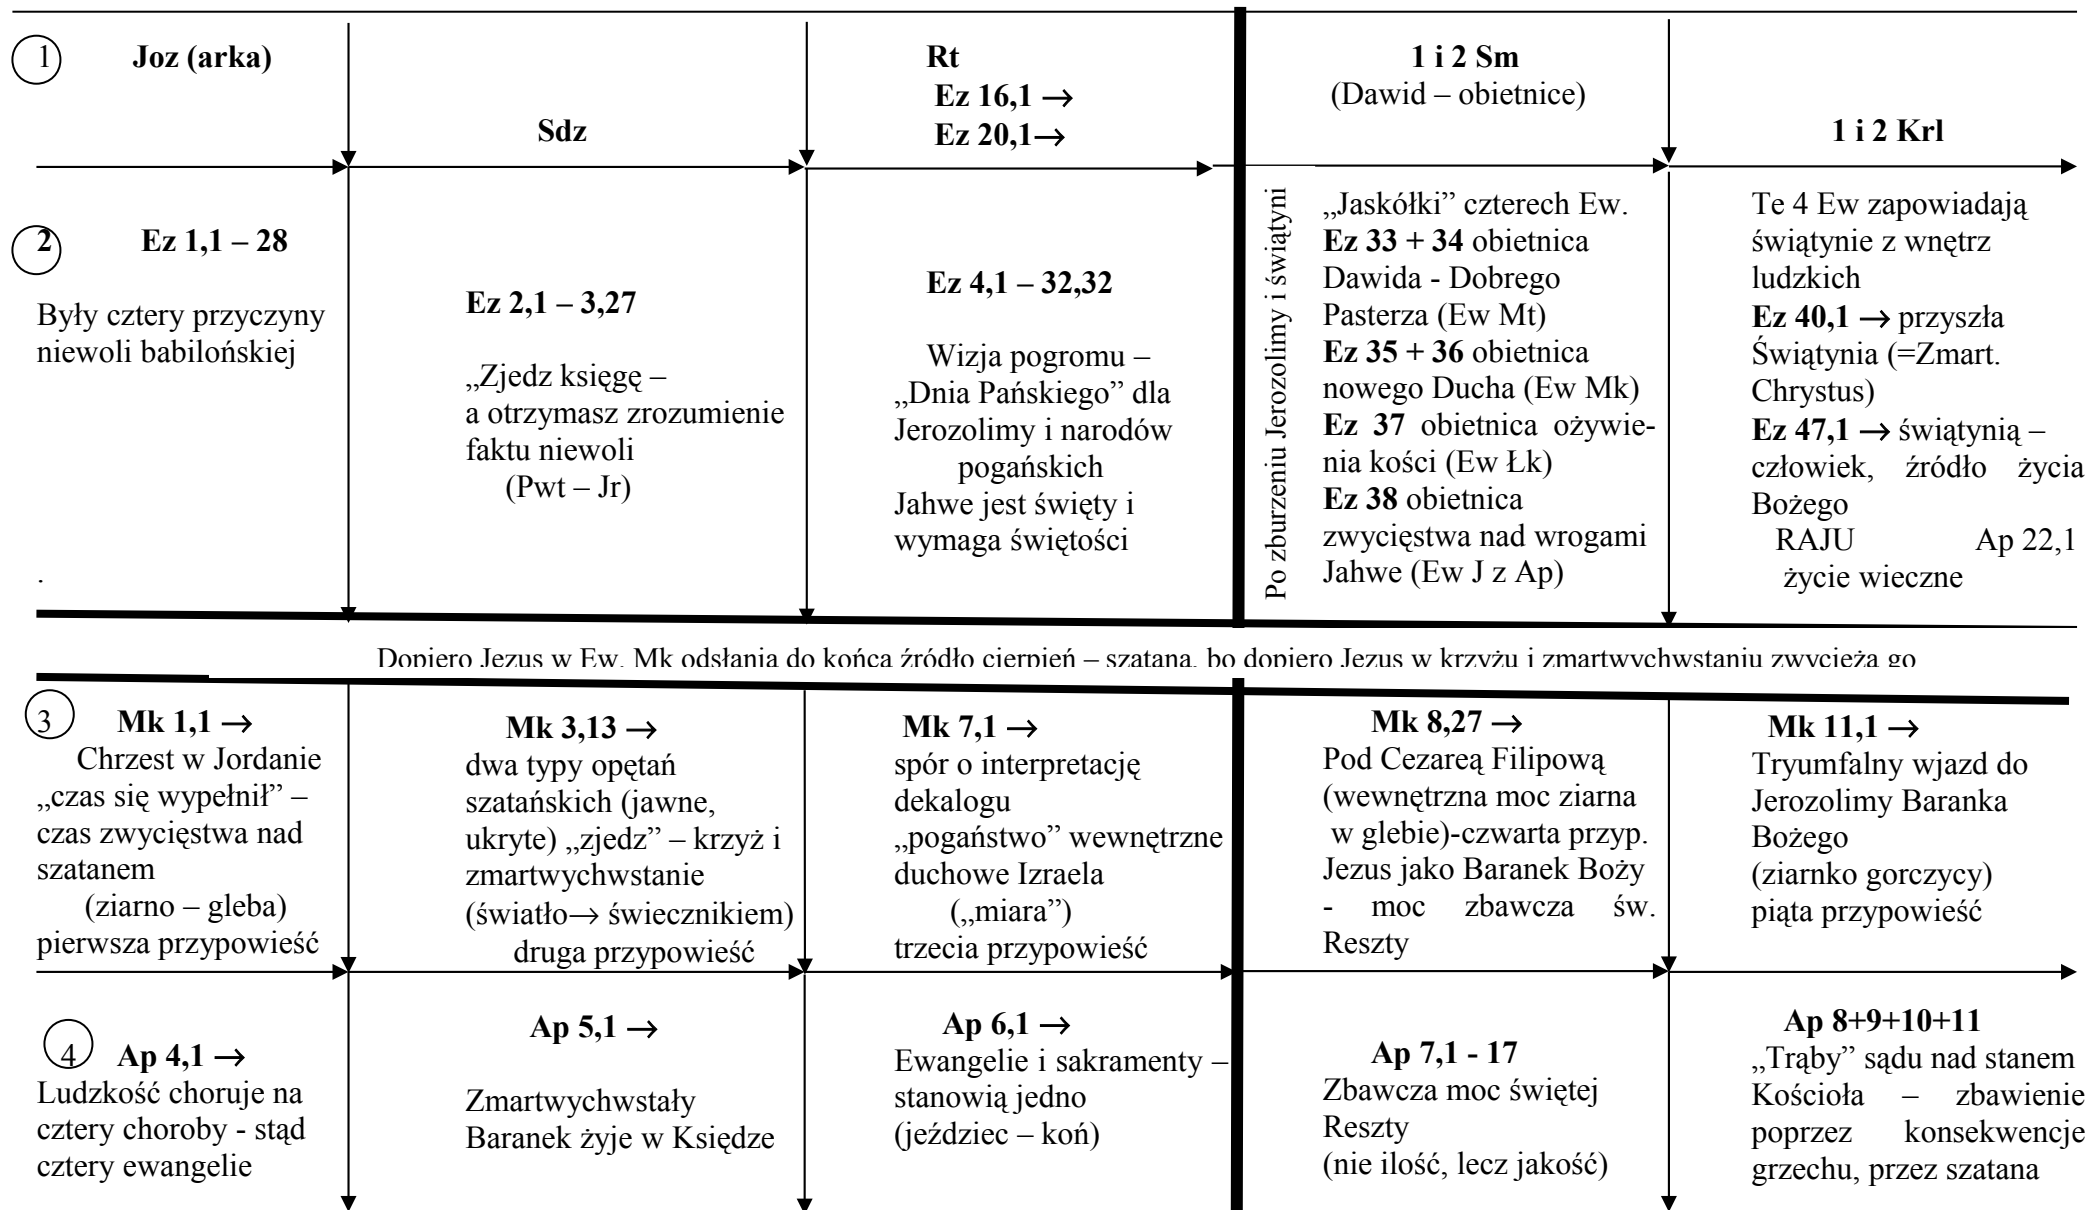 1
Joz (arka)
Sdz
Rt
Ez 16,1 →
Ez 20,1→
1 i 2 Sm
(Dawid – obietnice)
1 i 2 Krl
2
Ez 1,1 – 28
Były cztery przyczyny
niewoli babilońskiej
.
Ez 2,1 – 3,27
„Zjedz księgę –
a otrzymasz zrozumienie
faktu niewoli
(Pwt – Jr)
Ez 4,1 – 32,32
Wizja pogromu –
„Dnia Pańskiego” dla
Jerozolimy i narodów
pogańskich
Jahwe jest święty i
wymaga świętości
Po zburzeniu Jerozolimy i świątyni
„Jaskółki” czterech Ew.
Ez 33 + 34 obietnica
Dawida - Dobrego
Pasterza (Ew Mt)
Ez 35 + 36 obietnica
nowego Ducha (Ew Mk)
Ez 37 obietnica ożywie-
nia kości (Ew Łk)
Ez 38 obietnica
zwycięstwa nad wrogami
Jahwe (Ew J z Ap)
Te 4 Ew zapowiadają
świątynie z wnętrz
ludzkich
Ez 40,1 → przyszła
Świątynia (=Zmart.
Chrystus)
Ez 47,1 → świątynią –
człowiek, źródło życia
Bożego
RAJU Ap 22,1
życie wieczne
Dopiero Jezus w Ew. Mk odsłania do końca źródło cierpień – szatana, bo dopiero Jezus w krzyżu i zmartwychwstaniu zwycięża go
3
Mk 1,1 →
Chrzest w Jordanie
„czas się wypełnił” –
czas zwycięstwa nad
szatanem
(ziarno – gleba)
pierwsza przypowieść
Mk 3,13 →
dwa typy opętań
szatańskich (jawne,
ukryte) „zjedz” – krzyż i
zmartwychwstanie
(światło→ świecznikiem)
druga przypowieść
Mk 7,1 →
spór o interpretację
dekalogu
„pogaństwo” wewnętrzne
duchowe Izraela
(„miara”)
trzecia przypowieść
Mk 8,27 →
Pod Cezareą Filipową
(wewnętrzna moc ziarna
w glebie)-czwarta przyp.
Jezus jako Baranek Boży
- moc zbawcza św.
Reszty
Mk 11,1 →
Tryumfalny wjazd do
Jerozolimy Baranka
Bożego
(ziarnko gorczycy)
piąta przypowieść
4
Ap 4,1 →
Ludzkość choruje na
cztery choroby - stąd
cztery ewangelie
Ap 5,1 →
Zmartwychwstały
Baranek żyje w Księdze
Ap 6,1 →
Ewangelie i sakramenty –
stanowią jedno
(jeździec – koń)
Ap 7,1 - 17
Zbawcza moc świętej
Reszty
(nie ilość, lecz jakość)
Ap 8+9+10+11
„Trąby” sądu nad stanem
Kościoła – zbawienie
poprzez konsekwencje
grzechu, przez szatana